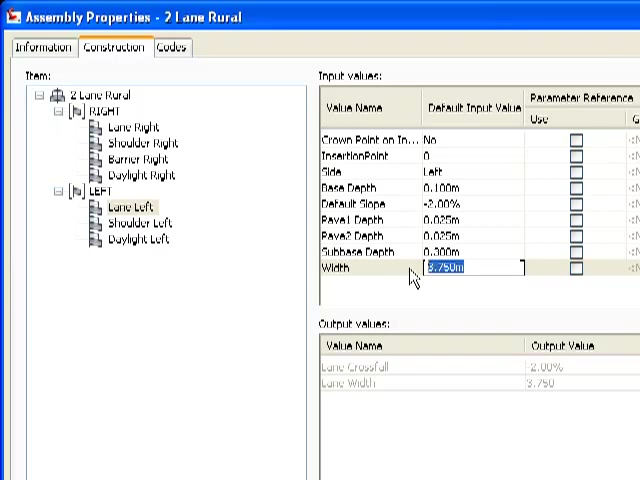 Assembly Properties - 2 Lane Rural
Information Construction Codes
Item:
2 Lane Rural
RIGHT
Lane Right
Shoulder Right
Barrier Right
Daylight Right
LEFT
Lane Left
Shoulder Left
Daylight Left
Input values:
Value Name Default Input Value Parameter Reference
Use G
Crown Point on In... No <N
InsertionPoint 0 <N
Side Left <N
Base Depth 0.100m <N
Default Slope -2.00% <N
Pave1 Depth 0.025m <N
Pave2 Depth 0.025m <N
Subbase Depth 0.300m <N
Width 3.750m <N
Output values:
Value Name Output Value
Lane Crossfall -2.00%
Lane Width 3.750